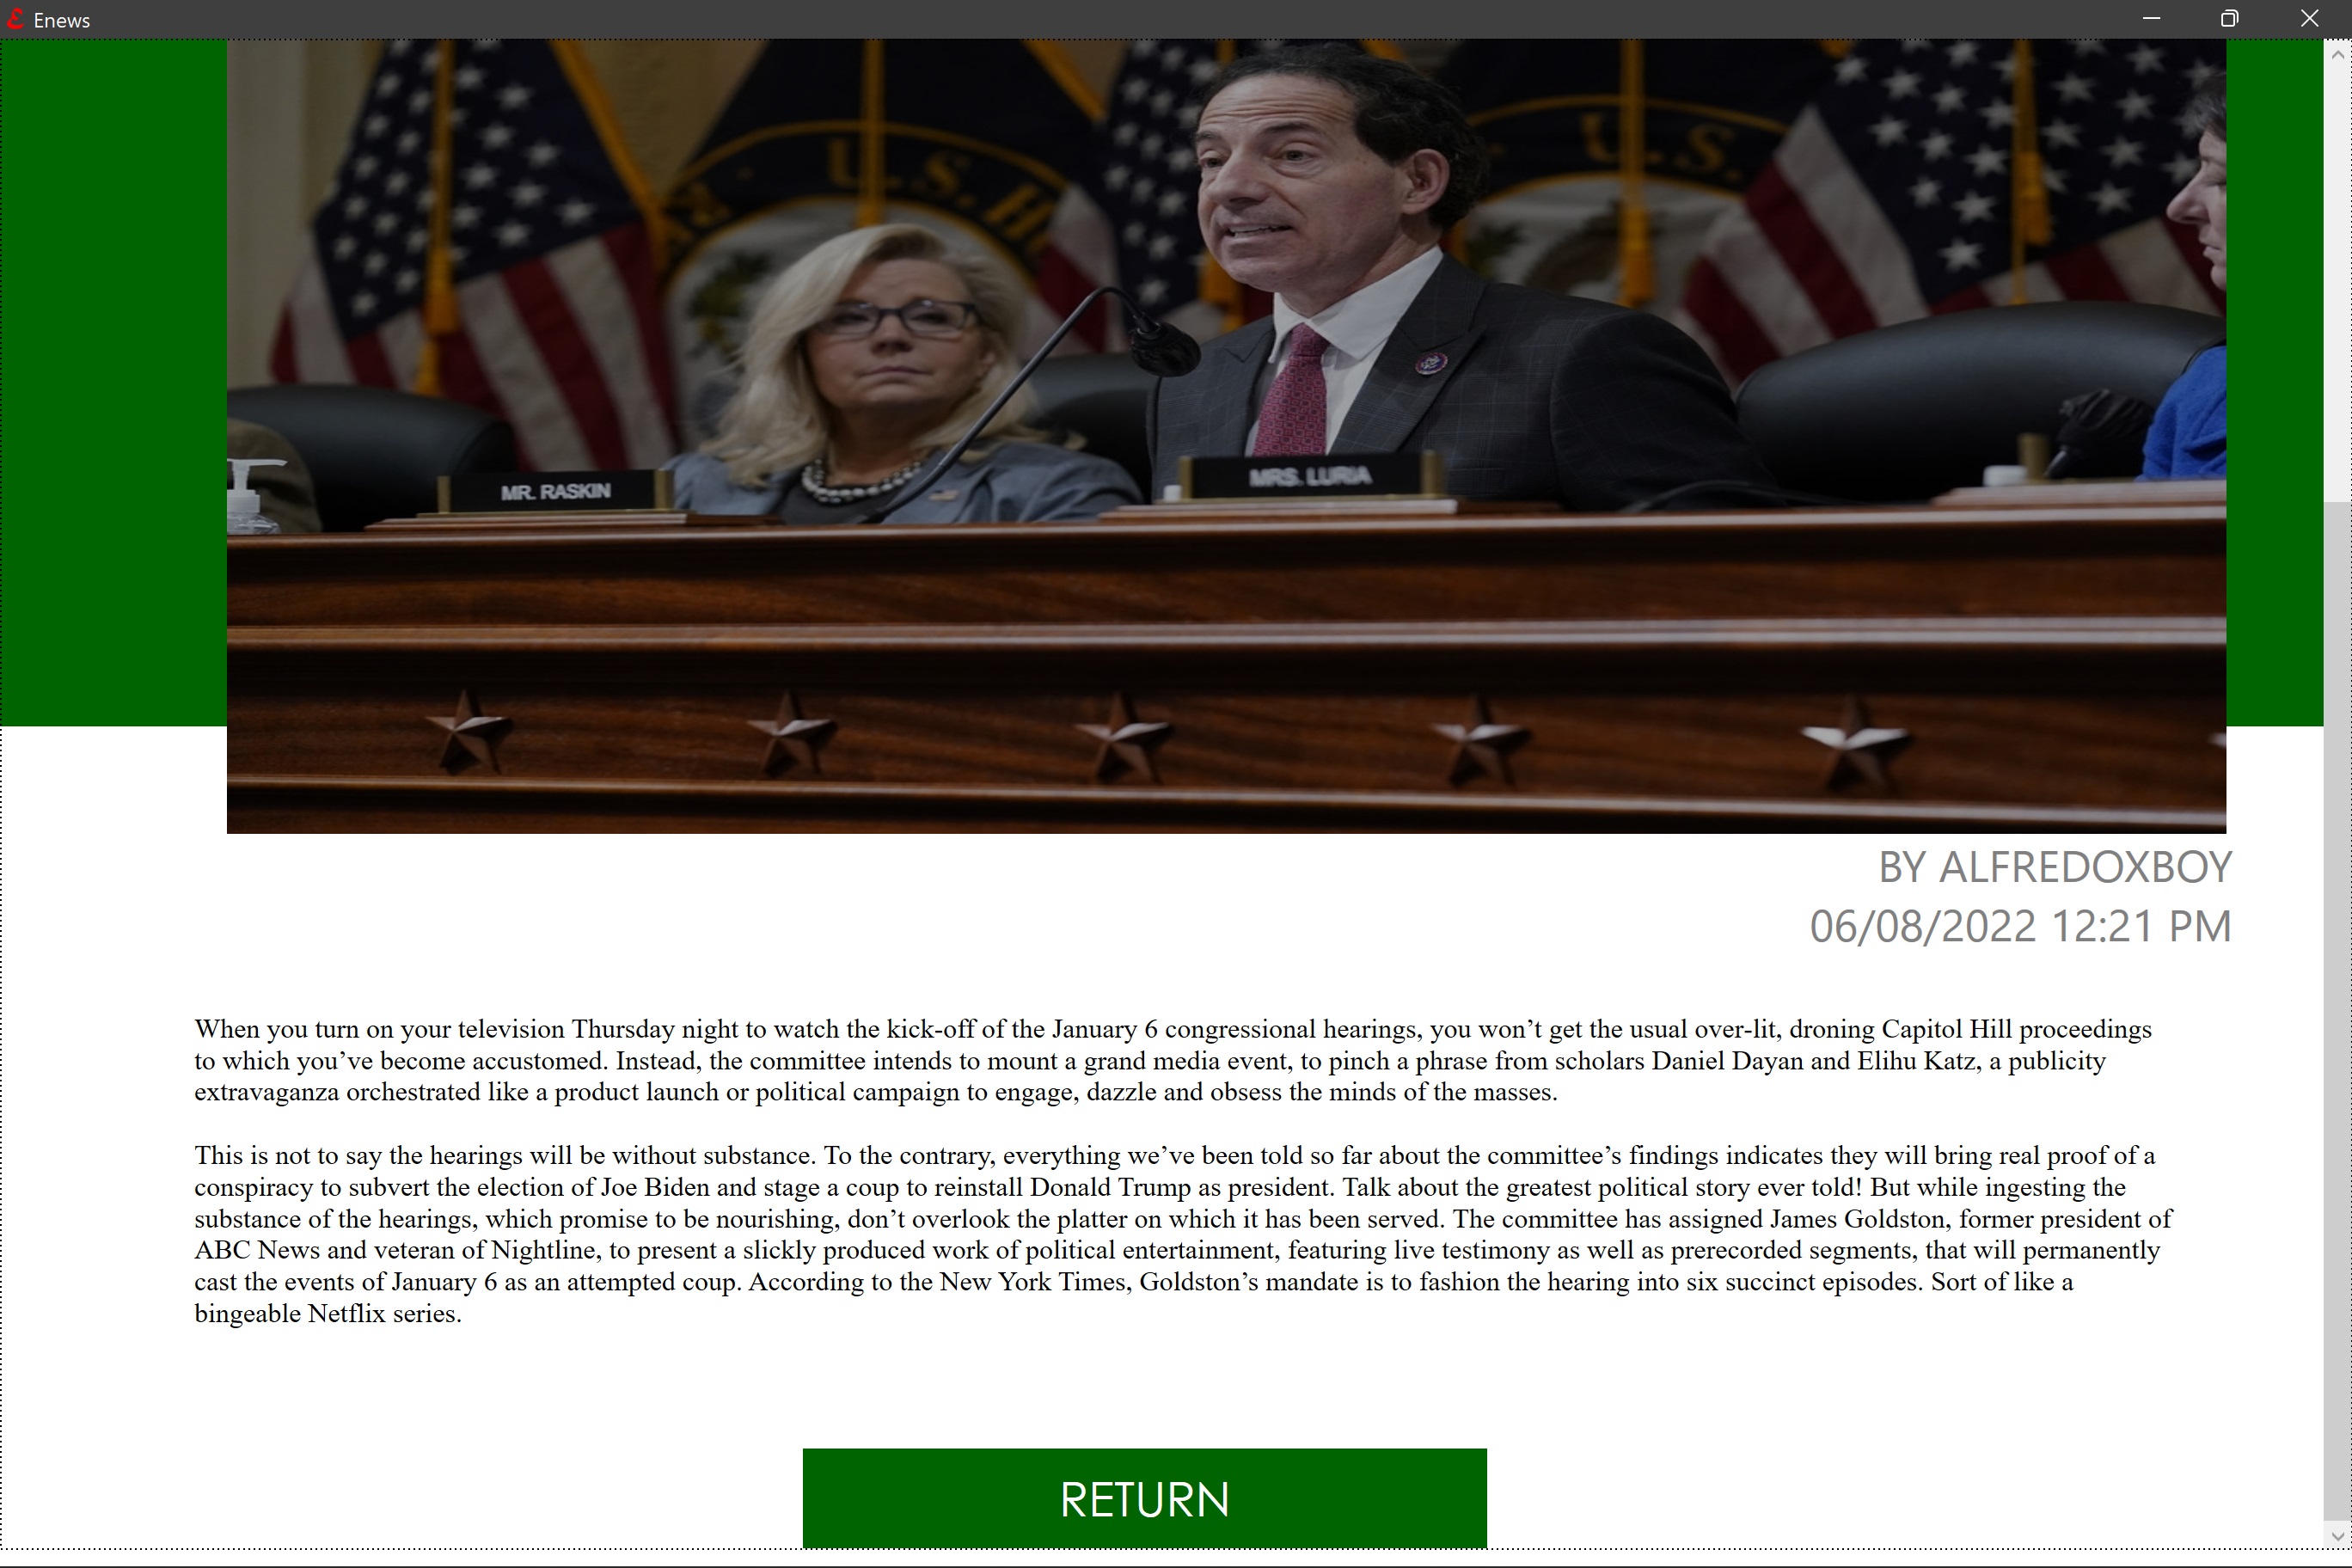 Enews
U.S.H
U.S.
MR. RASKIN
MRS. LURIA
BY ALFREDOXBOY
06/08/2022 12:21 PM
When you turn on your television Thursday night to watch the kick-off of the January 6 congressional hearings, you won’t get the usual over-lit, droning Capitol Hill proceedings
to which you’ve become accustomed. Instead, the committee intends to mount a grand media event, to pinch a phrase from scholars Daniel Dayan and Elihu Katz, a publicity
extravaganza orchestrated like a product launch or political campaign to engage, dazzle and obsess the minds of the masses.
This is not to say the hearings will be without substance. To the contrary, everything we’ve been told so far about the committee’s findings indicates they will bring real proof of a
conspiracy to subvert the election of Joe Biden and stage a coup to reinstall Donald Trump as president. Talk about the greatest political story ever told! But while ingesting the
substance of the hearings, which promise to be nourishing, don’t overlook the platter on which it has been served. The committee has assigned James Goldston, former president of
ABC News and veteran of Nightline, to present a slickly produced work of political entertainment, featuring live testimony as well as prerecorded segments, that will permanently
cast the events of January 6 as an attempted coup. According to the New York Times, Goldston’s mandate is to fashion the hearing into six succinct episodes. Sort of like a
bingeable Netflix series.
RETURN